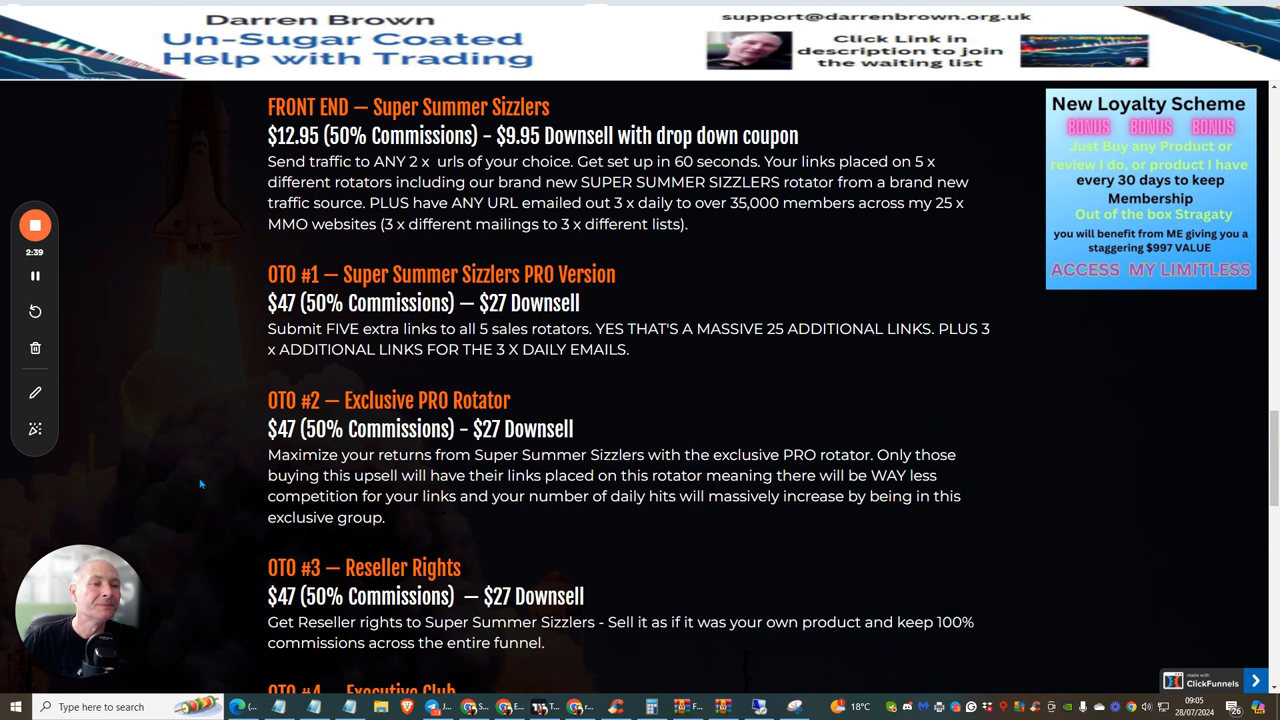 Darren Brown
Un-Sugar Coated
Help with Trading
support@darrenbrown.org.uk
Click Link in
description to join
the waiting list
FRONT END — Super Summer Sizzlers
$12.95 (50% Commissions) - $9.95 Downsell with drop down coupon
Send traffic to ANY 2 x urls of your choice. Get set up in 60 seconds. Your links placed on 5 x
different rotators including our brand new SUPER SUMMER SIZZLERS rotator from a brand new
traffic source. PLUS have ANY URL emailed out 3 x daily to over 35,000 members across my 25 x
MMO websites (3 x different mailings to 3 x different lists).
OTO #1 — Super Summer Sizzlers PRO Version
$47 (50% Commissions) — $27 Downsell
Submit FIVE extra links to all 5 sales rotators. YES THAT'S A MASSIVE 25 ADDITIONAL LINKS. PLUS 3
x ADDITIONAL LINKS FOR THE 3 X DAILY EMAILS.
OTO #2 — Exclusive PRO Rotator
$47 (50% Commissions) - $27 Downsell
Maximize your returns from Super Summer Sizzlers with the exclusive PRO rotator. Only those
buying this upsell will have their links placed on this rotator meaning there will be WAY less
competition for your links and your number of daily hits will massively increase by being in this
exclusive group.
OTO #3 — Reseller Rights
$47 (50% Commissions) — $27 Downsell
Get Reseller rights to Super Summer Sizzlers - Sell it as if it was your own product and keep 100%
commissions across the entire funnel.
OTO #4 — Executive Club
New Loyalty Scheme
BONUS BONUS BONUS
Just Buy any Product or
review I do, or product I have
every 30 days to keep
Membership
Out of the box Stragaty
you will benefit from ME giving you a
staggering $997 VALUE
ACCESS MY LIMITLESS
2:39
made with
ClickFunnels
Type here to search
18°C
09:05
28/07/2024